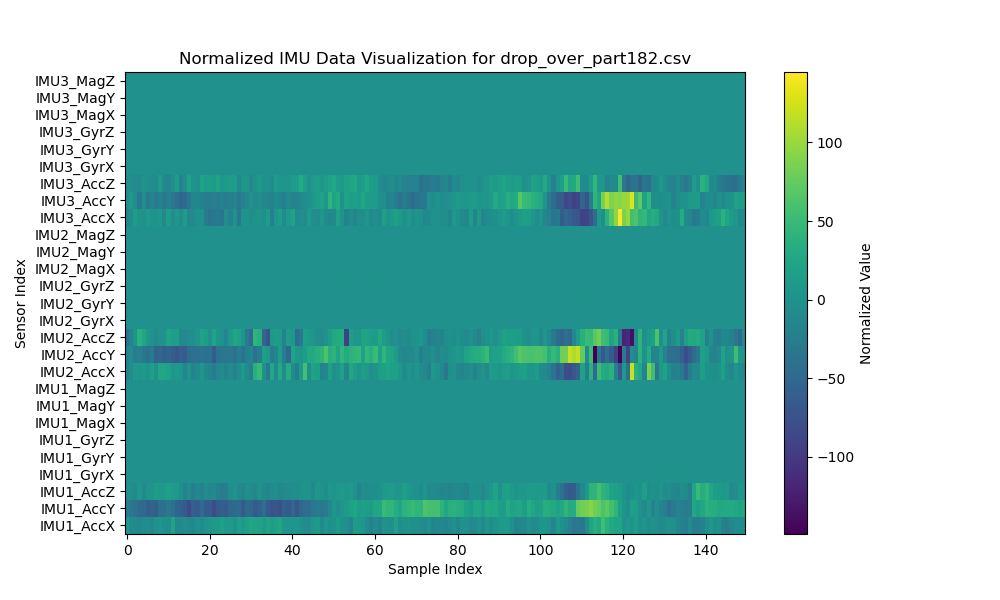 Normalized IMU Data Visualization for drop_over_part182.csv
IMU3_MagZ
IMU3_MagY
IMU3_MagX
IMU3_GyrZ
IMU3_GyrY
IMU3_GyrX
IMU3_AccZ
IMU3_AccY
IMU3_AccX
IMU2_MagZ
IMU2_MagY
IMU2_MagX
IMU2_GyrZ
IMU2_GyrY
IMU2_GyrX
IMU2_AccZ
IMU2_AccY
IMU2_AccX
IMU1_MagZ
IMU1_MagY
IMU1_MagX
IMU1_GyrZ
IMU1_GyrY
IMU1_GyrX
IMU1_AccZ
IMU1_AccY
IMU1_AccX
Sensor Index
0 20 40 60 80 100 120 140
Sample Index
100
50
0
−50
−100
Normalized Value